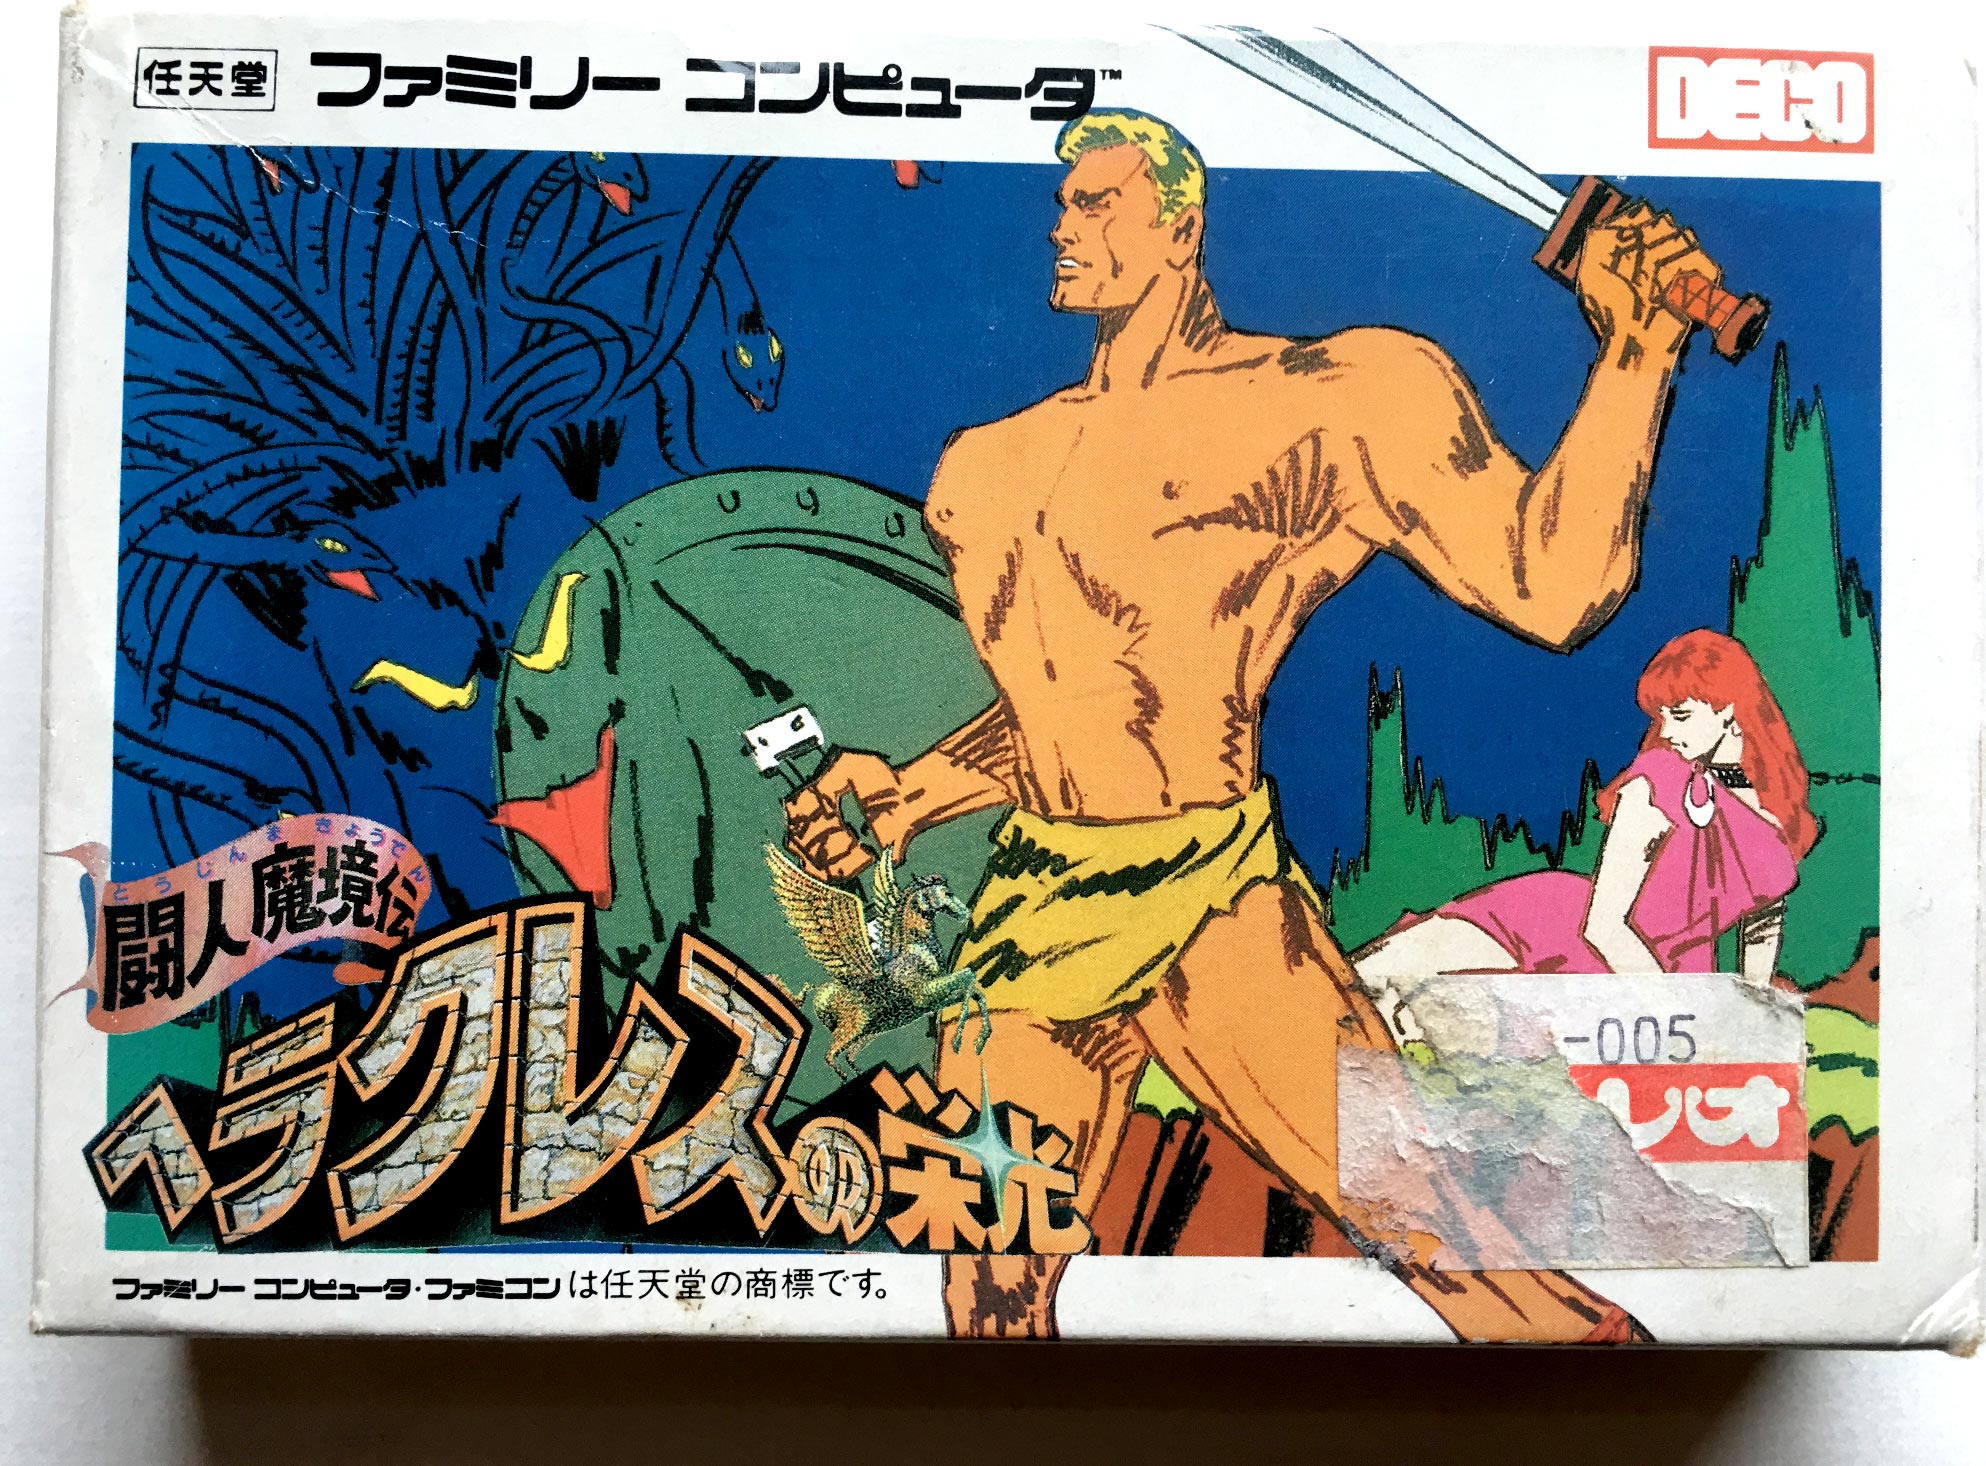 任天堂 ファミリー コンピュータ™
DECO
とうじんまきょうでん
闘人魔境伝
ヘラクレスの栄光
-005
レオ
ファミリー コンピュータ・ファミコンは任天堂の商標です。